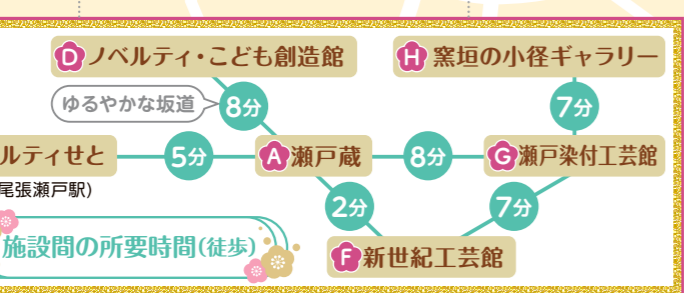 D ノベルティ・こども創造館
H 窯垣の小径ギャラリー
ゆるやかな坂道
8分
7分
ルティせと
5分
A 瀬戸蔵
8分
G 瀬戸染付工芸館
尾張瀬戸駅)
2分
7分
施設間の所要時間(徒歩)
F 新世紀工芸館